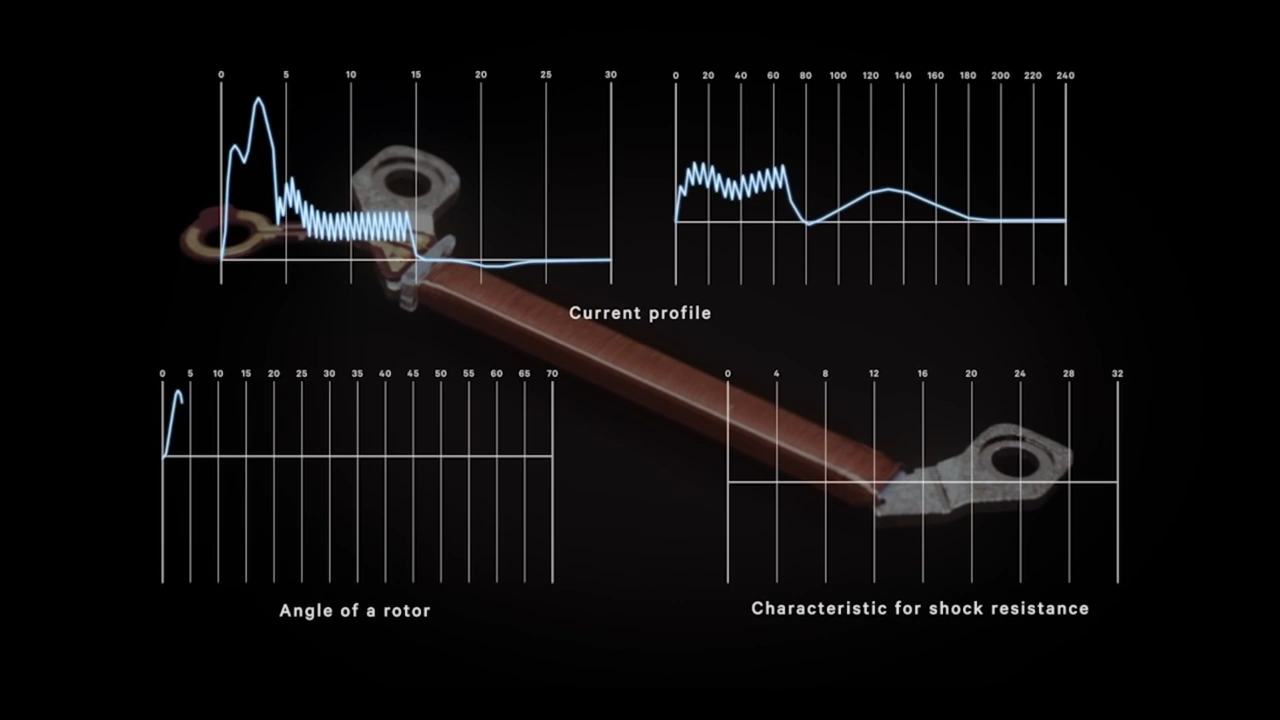 0 5 10 15 20 25 30
0 20 40 60 80 100 120 140 160 180 200 220 240
Current profile
0 5 10 15 20 25 30 35 40 45 50 55 60 65 70
0 4 8 12 16 20 24 28 32
Angle of a rotor
Characteristic for shock resistance